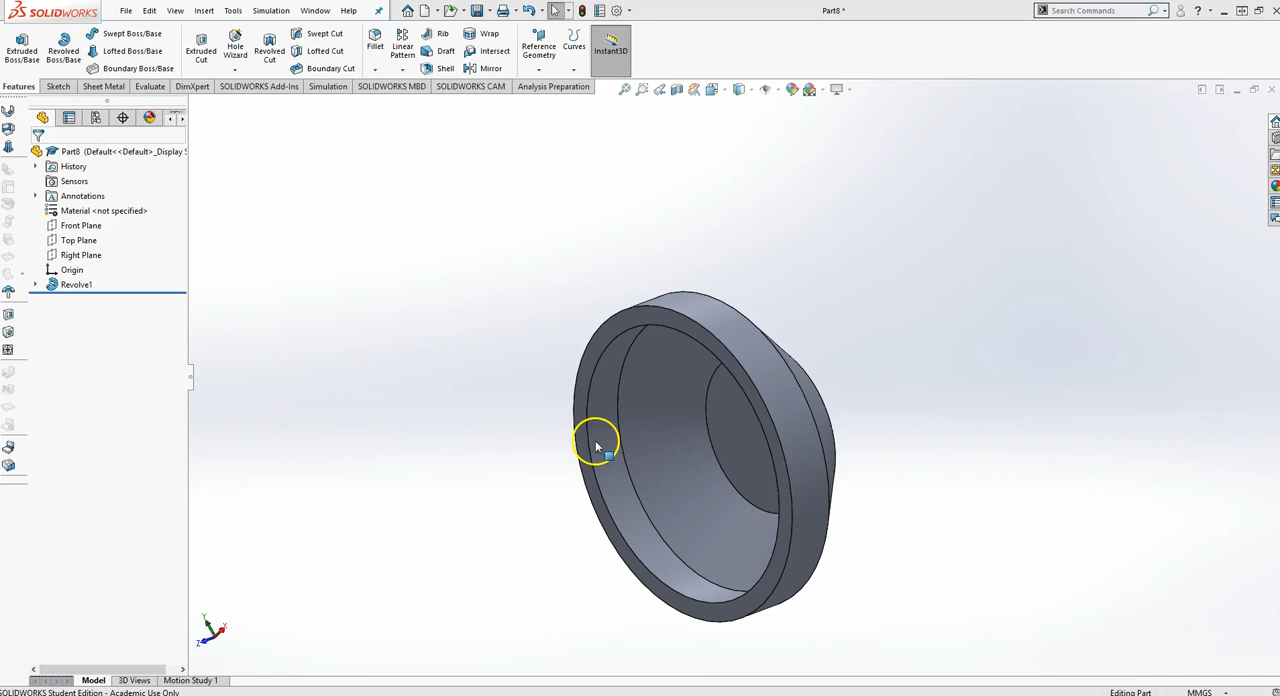 SOLIDWORKS File Edit View Insert Tools Simulation Window Help Part8 * Search Commands ?
Extruded Boss/Base
Revolved Boss/Base
Swept Boss/Base
Lofted Boss/Base
Boundary Boss/Base
Extruded Cut
Hole Wizard
Revolved Cut
Swept Cut
Lofted Cut
Boundary Cut
Fillet
Linear Pattern
Rib
Draft
Shell
Wrap
Intersect
Mirror
Reference Geometry
Curves
Instant3D
Features Sketch Sheet Metal Evaluate DimXpert SOLIDWORKS Add-Ins Simulation SOLIDWORKS MBD SOLIDWORKS CAM Analysis Preparation
Part8 (Default<<Default>_Display S
History
Sensors
A Annotations
Material <not specified>
Front Plane
Top Plane
Right Plane
Origin
Revolve1
Y
X
Z
Model 3D Views Motion Study 1
SOLIDWORKS Student Edition - Academic Use Only Editing Part MMGS